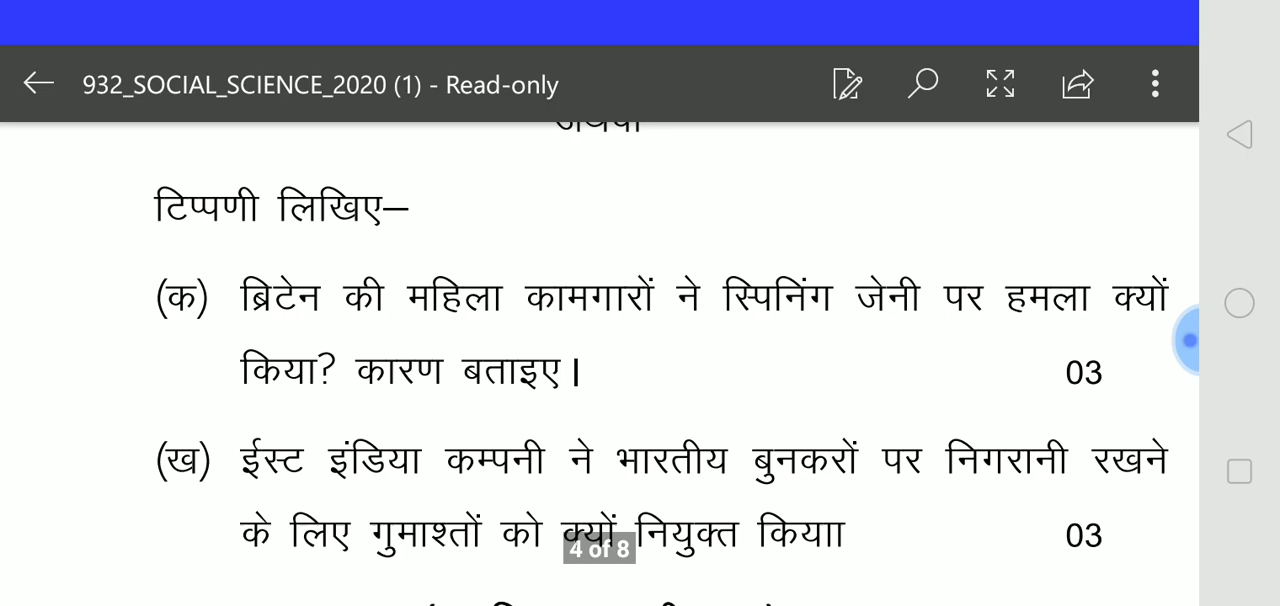 932_SOCIAL_SCIENCE_2020 (1) - Read-only
अथवा
टिप्पणी लिखिए—
(क) ब्रिटेन की महिला कामगारों ने स्पिनिंग जेनी पर हमला क्यों
किया? कारण बताइए। 03
(ख) ईस्ट इंडिया कम्पनी ने भारतीय बुनकरों पर निगरानी रखने
के लिए गुमाश्तों को क्यों नियुक्त कियाा 03
4 of 8